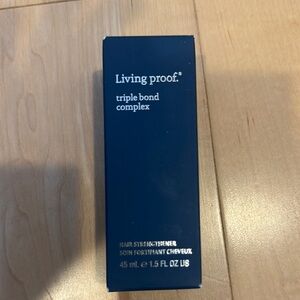 Living proof.®
triple bond
complex
HAIR STRENGTHENER
SOIN FORTIFIANT CHEVEUX
45 mL ℮ 1.5 FL OZ US